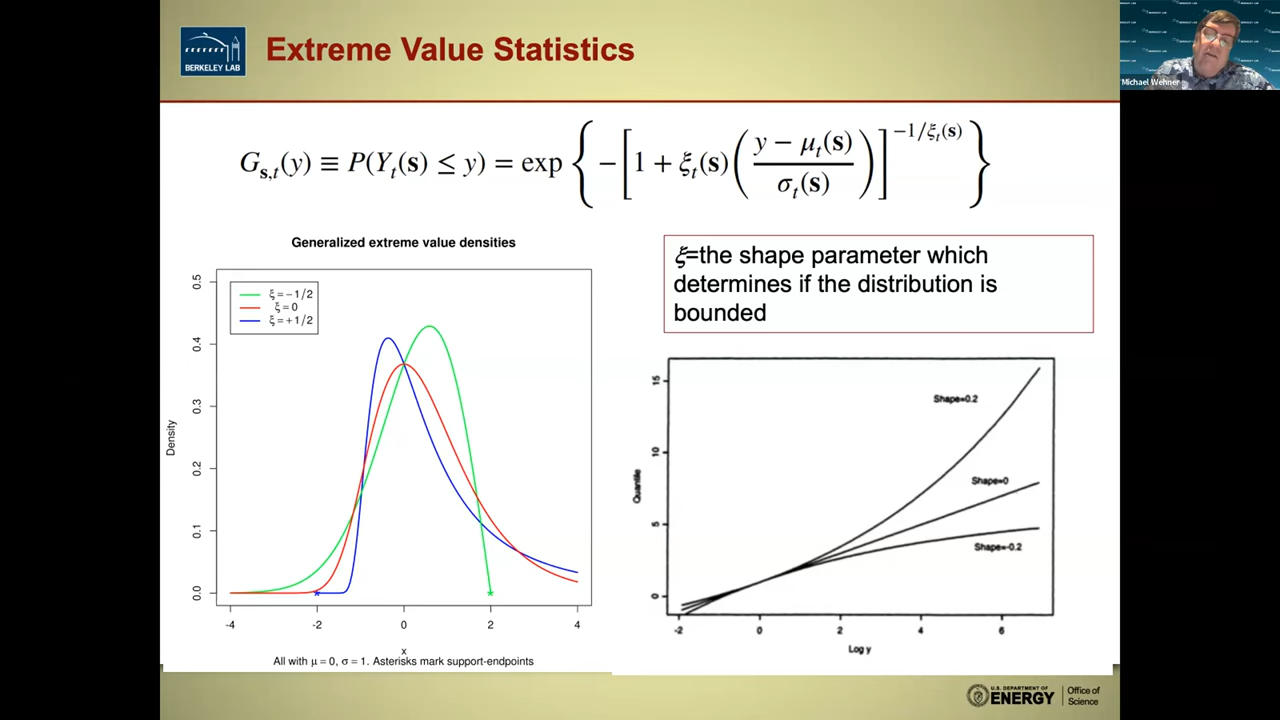 BERKELEY LAB
Extreme Value Statistics
Michael Wehner
G_{s,t}(y) ≡ P(Y_t(s) ≤ y) = exp { −[ 1 + ξ_t(s) ( (y − μ_t(s)) / σ_t(s) ) ]^{−1/ξ_t(s)} }
Generalized extreme value densities
ξ = − 1/2
ξ = 0
ξ = + 1/2
Density
0.0 0.1 0.2 0.3 0.4 0.5
-4 -2 0 2 4
x
All with μ = 0, σ = 1. Asterisks mark support-endpoints
ξ=the shape parameter which
determines if the distribution is
bounded
Quantile
15
10
5
0
Shape=0.2
Shape=0
Shape=-0.2
-2 0 2 4 6
Log y
U.S. DEPARTMENT OF
ENERGY
Office of
Science